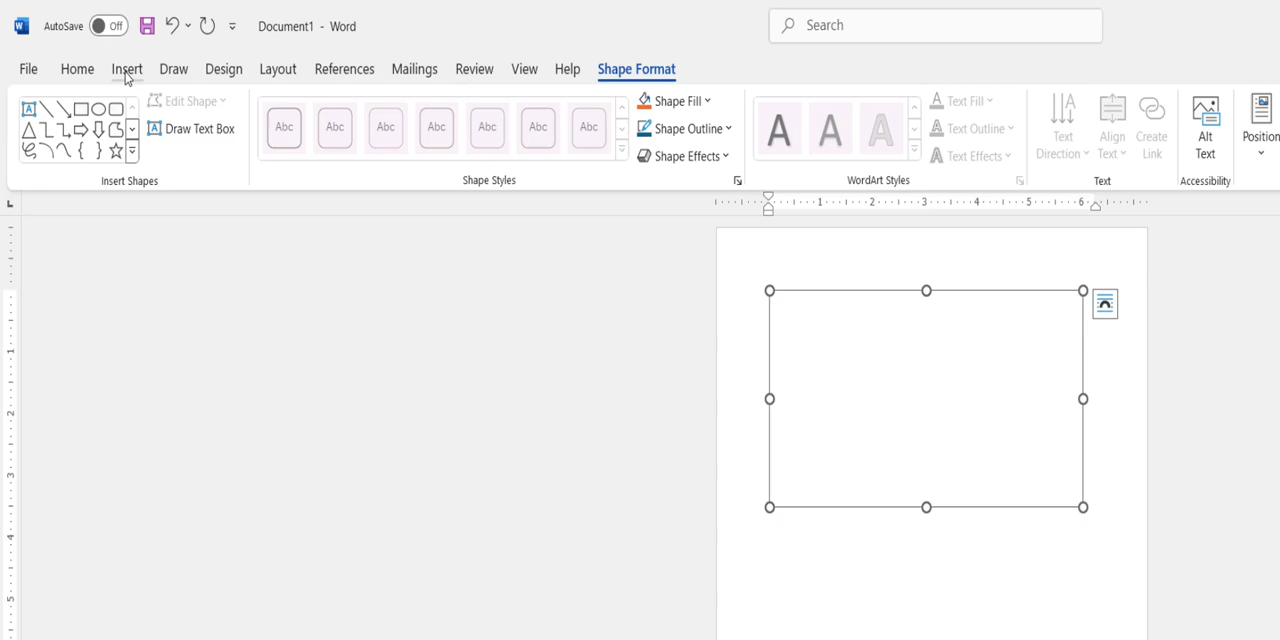 W AutoSave Off Document1 - Word Search
File Home Insert Draw Design Layout References Mailings Review View Help Shape Format
A Edit Shape Draw Text Box
Insert Shapes
Abc Abc Abc Abc Abc Abc Abc
Shape Fill
Shape Outline
Shape Effects
Shape Styles
A A A
A Text Fill
A Text Outline
A Text Effects
WordArt Styles
Text Direction
Align Text
Create Link
Text
Alt Text
Accessibility
Position
1 2 3 4 5 6
1
2
3
4
5